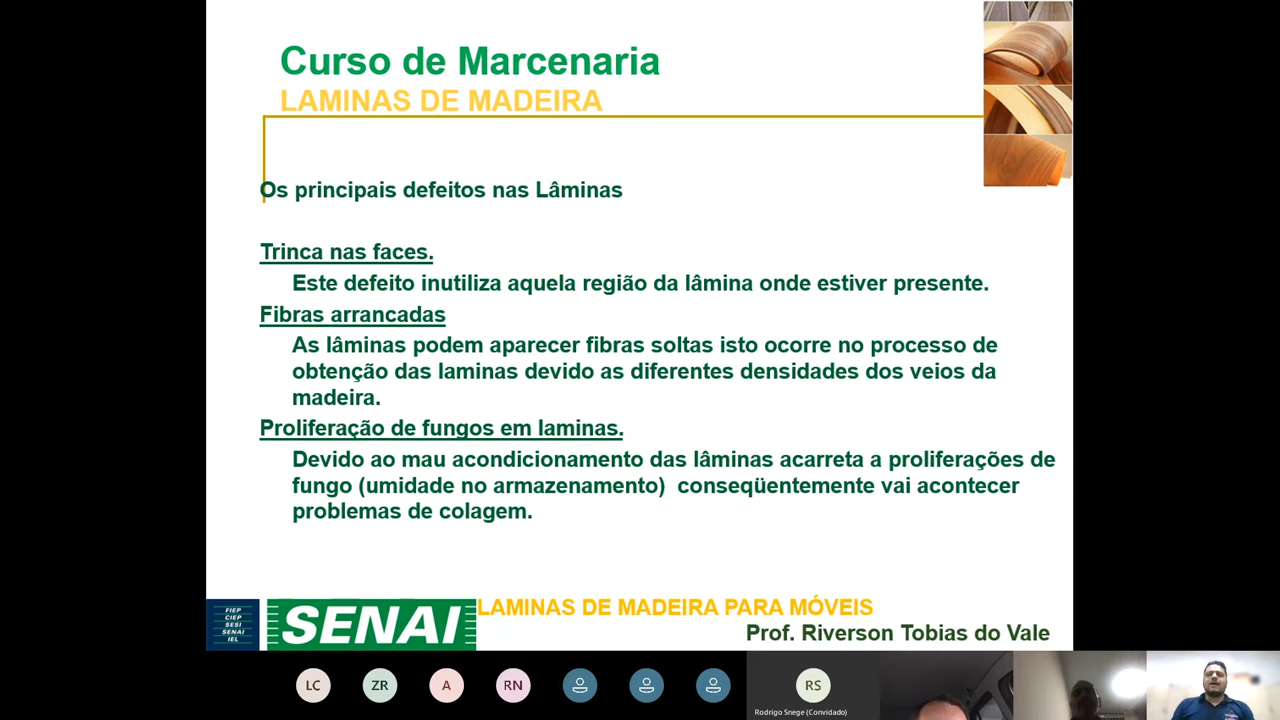 Curso de Marcenaria
LAMINAS DE MADEIRA
Os principais defeitos nas Lâminas
Trinca nas faces.
Este defeito inutiliza aquela região da lâmina onde estiver presente.
Fibras arrancadas
As lâminas podem aparecer fibras soltas isto ocorre no processo de
obtenção das laminas devido as diferentes densidades dos veios da
madeira.
Proliferação de fungos em laminas.
Devido ao mau acondicionamento das lâminas acarreta a proliferações de
fungo (umidade no armazenamento)  conseqüentemente vai acontecer
problemas de colagem.
FIEP
CIEP
SESI
SENAI
IEL
SENAI
LAMINAS DE MADEIRA PARA MÓVEIS
Prof. Riverson Tobias do Vale
LC
ZR
A
RN
RS
Rodrigo Snege (Convidado)